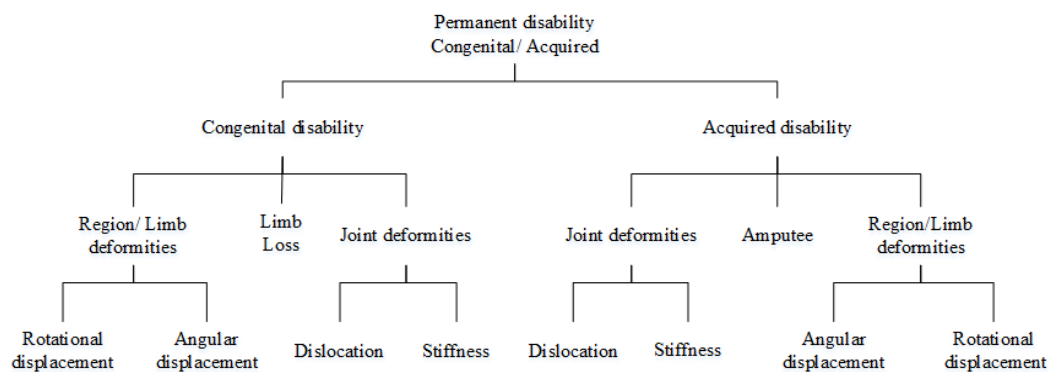 Permanent disability
Congenital/ Acquired
Congenital disability
Acquired disability
Region/ Limb
deformities
Limb
Loss
Joint deformities
Joint deformities
Amputee
Region/Limb
deformities
Rotational
displacement
Angular
displacement
Dislocation
Stiffness
Dislocation
Stiffness
Angular
displacement
Rotational
displacement